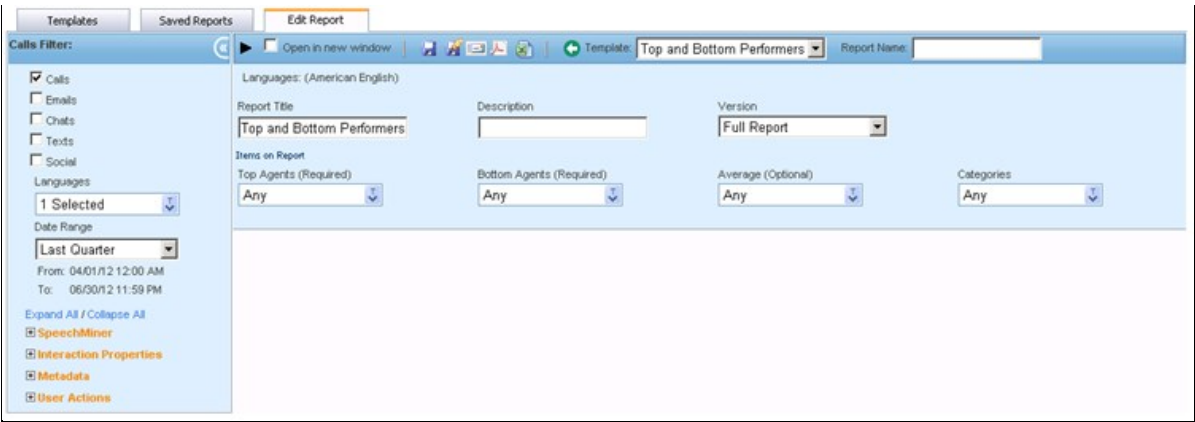 Templates
Saved Reports
Edit Report
Calls Filter:
Open in new window
Template:
Top and Bottom Performers
Report Name:
Calls
Emails
Chats
Texts
Social
Languages
1 Selected
Date Range
Last Quarter
From: 04/01/12 12:00 AM
To: 06/30/12 11:59 PM
Expand All / Collapse All
SpeechMiner
Interaction Properties
Metadata
User Actions
Languages: (American English)
Report Title
Description
Version
Top and Bottom Performers
Full Report
Items on Report
Top Agents (Required)
Bottom Agents (Required)
Average (Optional)
Categories
Any
Any
Any
Any